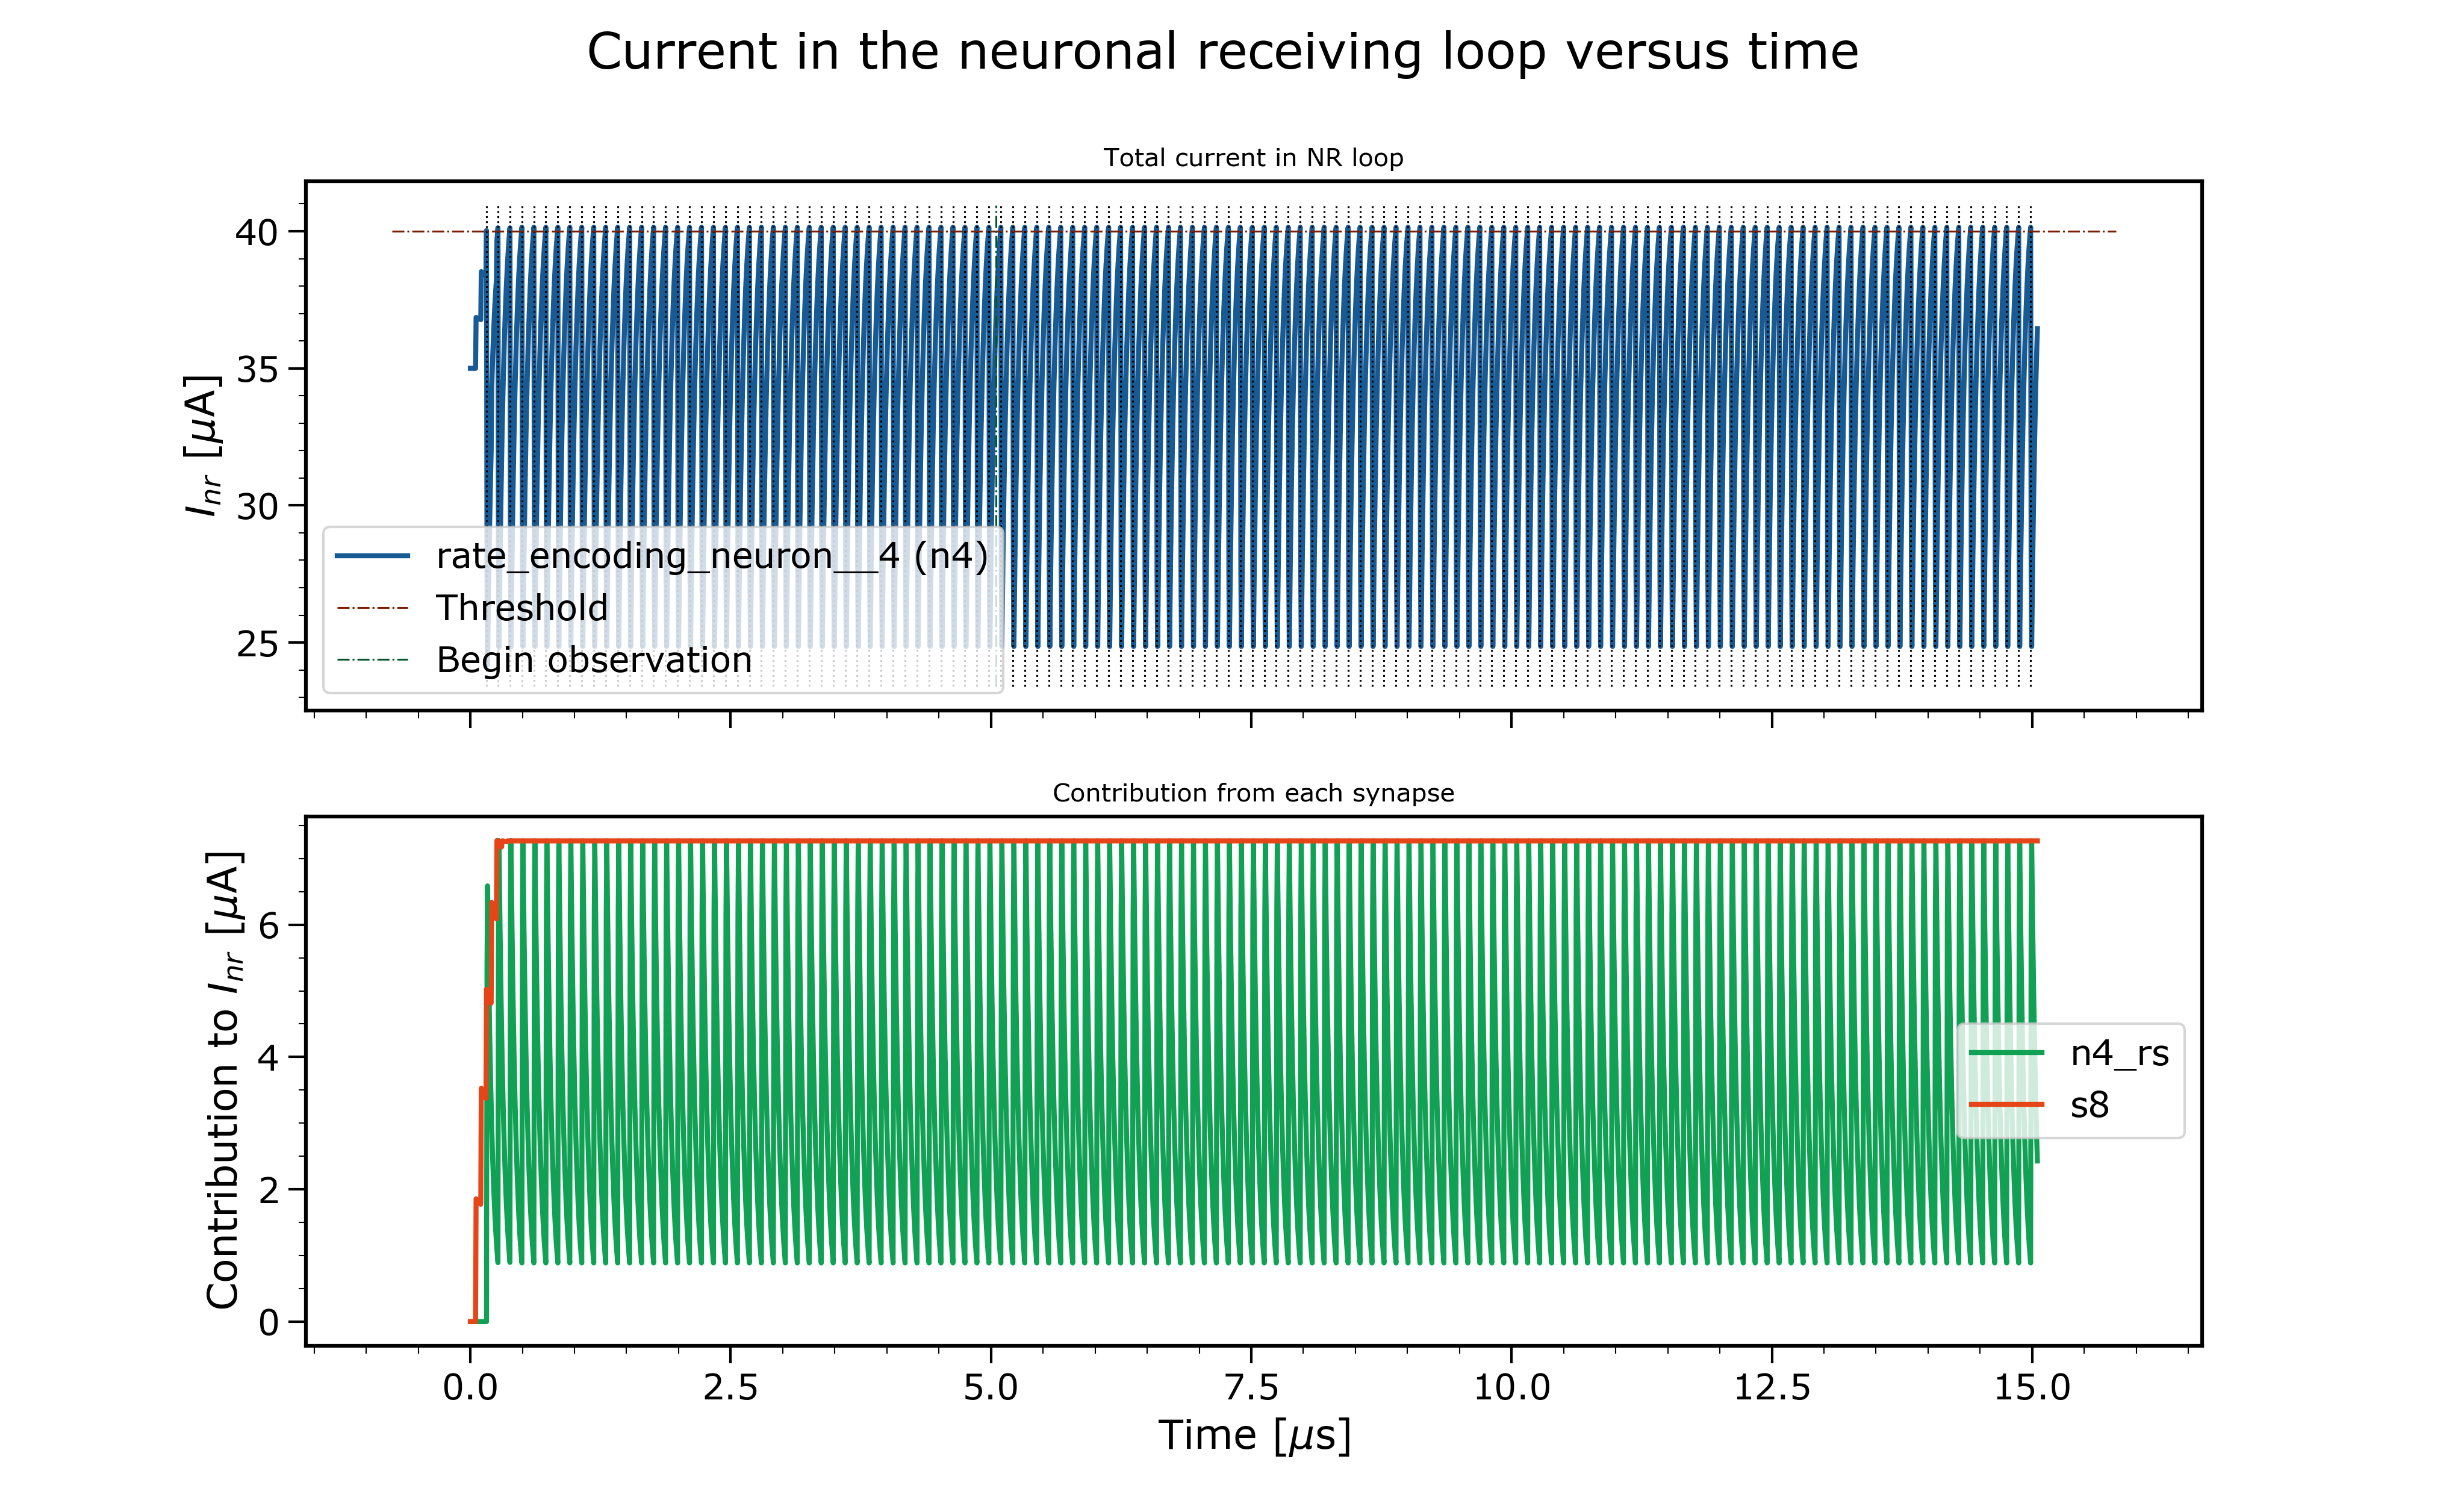 Current in the neuronal receiving loop versus time
Total current in NR loop
40
35
30
25
I_nr [μA]
rate_encoding_neuron__4 (n4)
Threshold
Begin observation
Contribution from each synapse
6
4
2
0
Contribution to I_nr [μA]
n4_rs
s8
0.0 2.5 5.0 7.5 10.0 12.5 15.0
Time [μs]